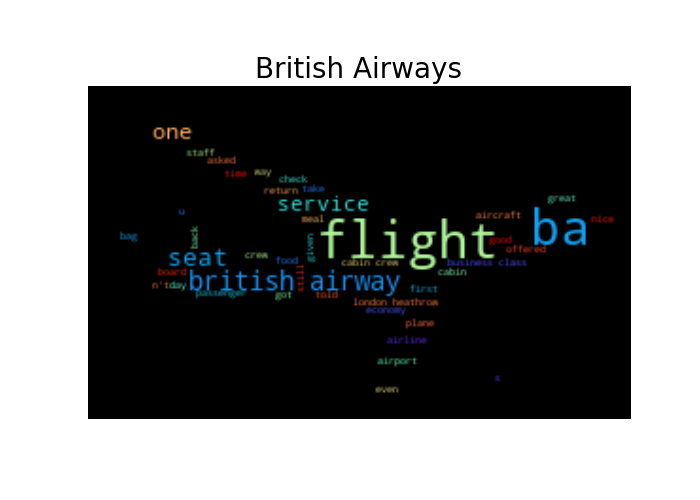 British Airways
one
staff
asked
time way
check
return take
service
great
meal
aircraft
nice
u
flight
ba
bag
back
given
good
offered
seat
crew
food
cabin crew
business class
board
still
cabin
british airway
n't day
passenger
got
told
first
london heathrow
economy
plane
airline
airport
s
even